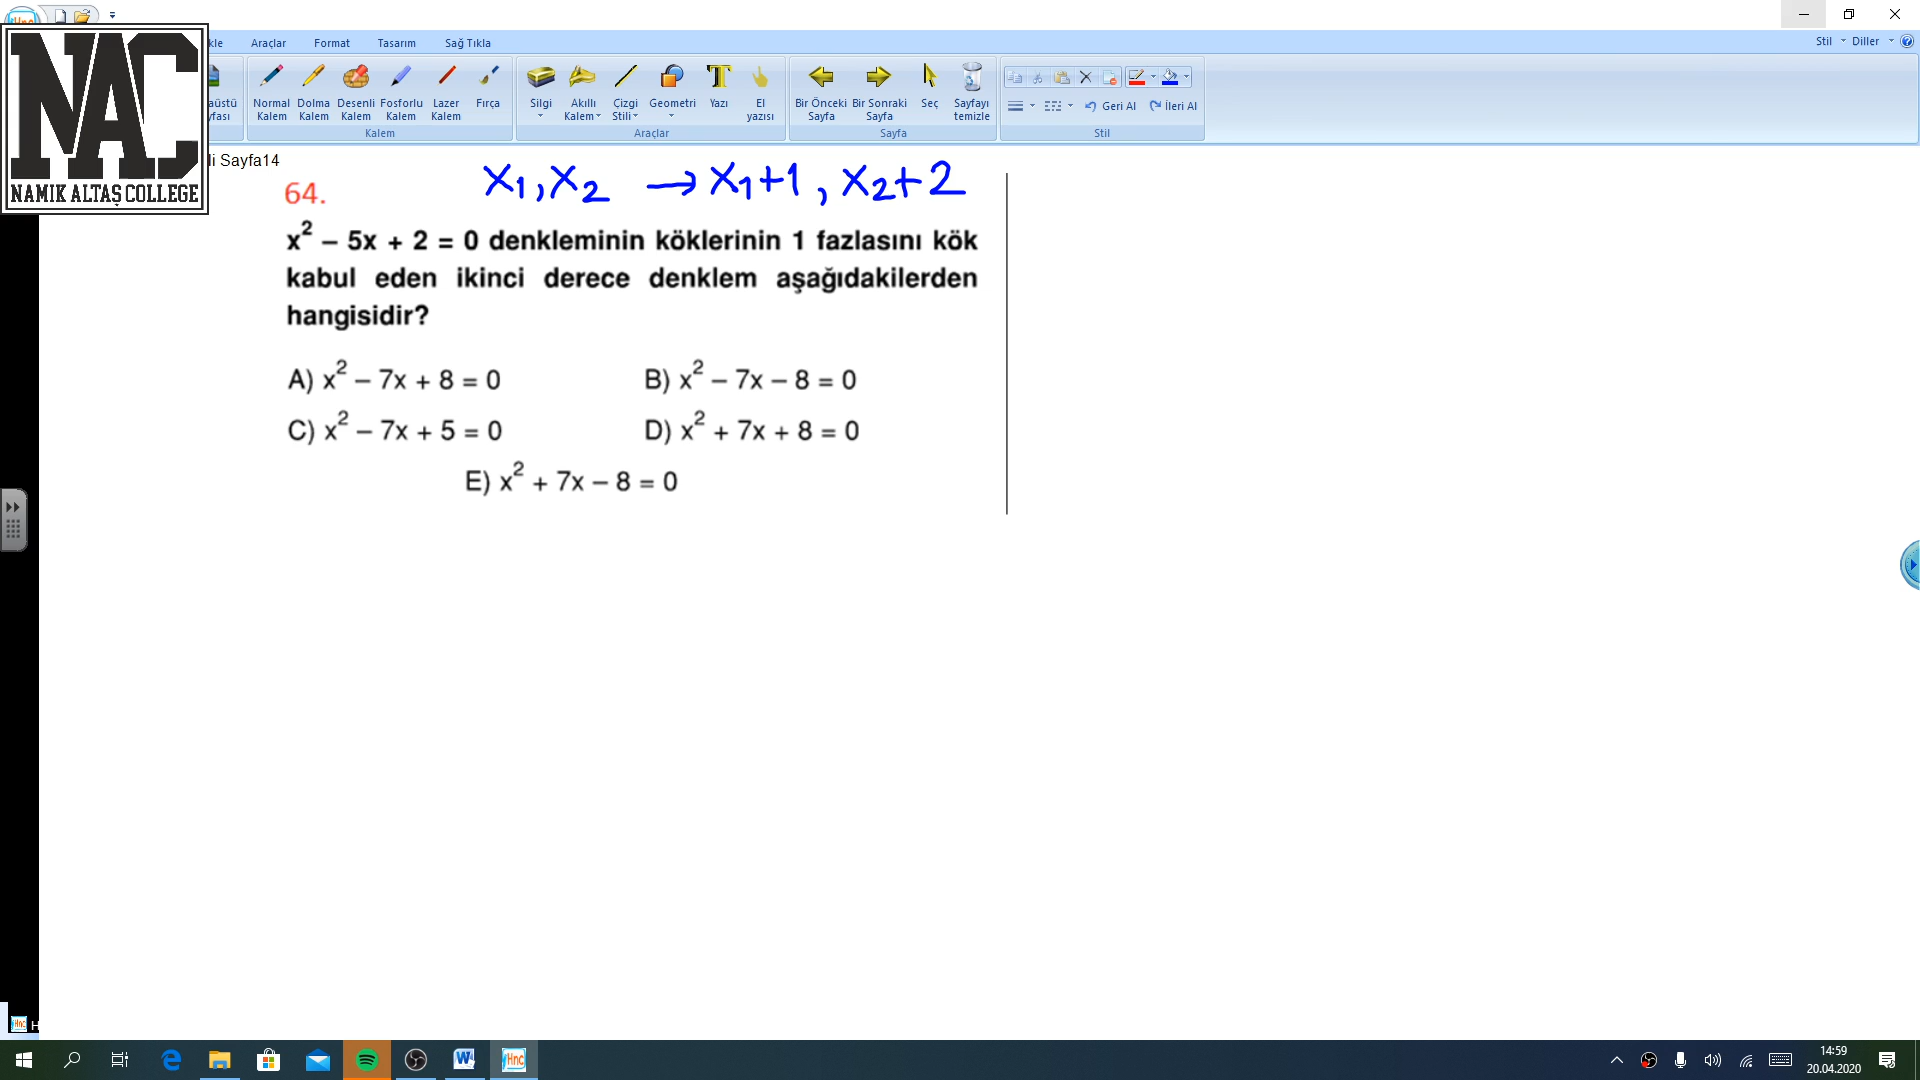 kle Araçlar Format Tasarım Sağ Tıkla Stil Diller
Normal Kalem Dolma Kalem Desenli Kalem Fosforlu Kalem Lazer Kalem Fırça
Kalem
Silgi Akıllı Kalem Çizgi Stili Geometri Yazı El yazısı
Araçlar
Bir Önceki Sayfa Bir Sonraki Sayfa Seç Sayfayı temizle
Sayfa
Geri Al İleri Al
Stil
NAC
NAMIK ALTAŞ COLLEGE
li Sayfa14
64.
x₁, x₂ → x₁+1, x₂+2
x² – 5x + 2 = 0 denkleminin köklerinin 1 fazlasını kök
kabul eden ikinci derece denklem aşağıdakilerden
hangisidir?
A) x² – 7x + 8 = 0 B) x² – 7x – 8 = 0
C) x² – 7x + 5 = 0 D) x² + 7x + 8 = 0
E) x² + 7x – 8 = 0
14:59
20.04.2020